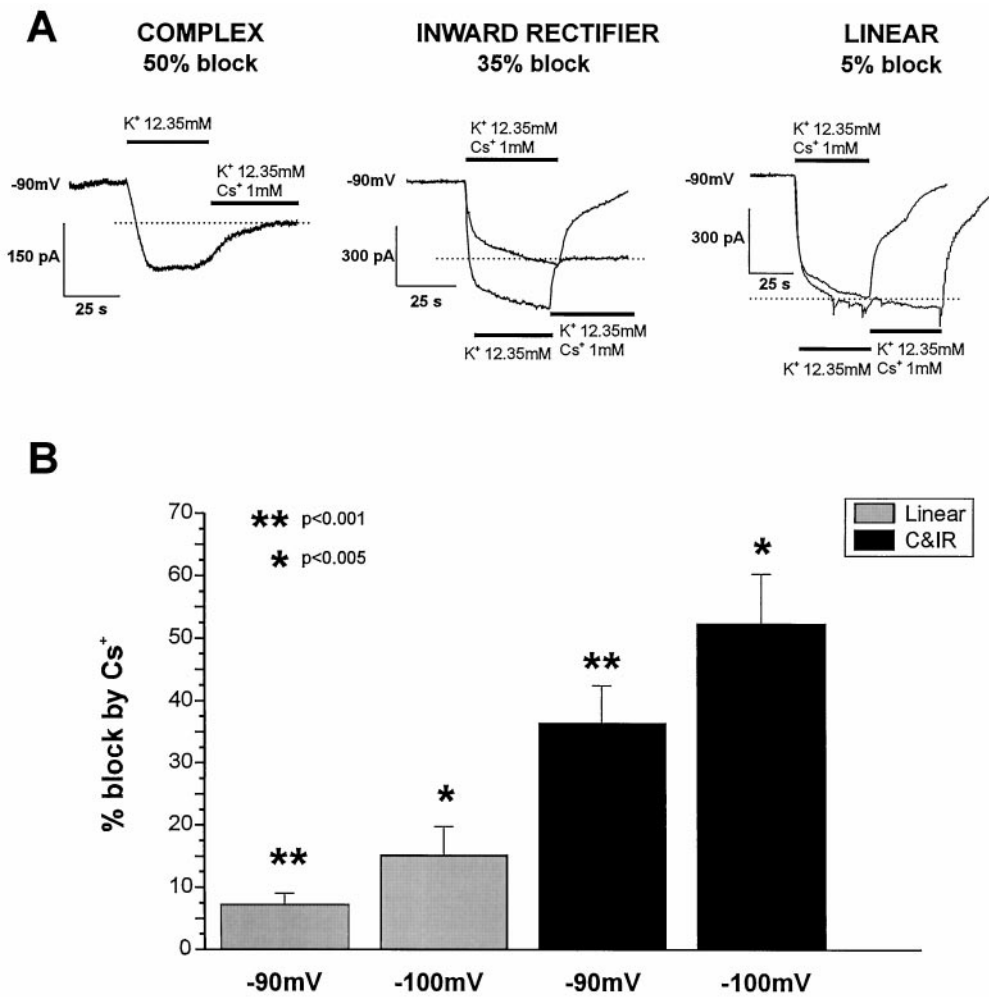 A
COMPLEX
50% block
INWARD RECTIFIER
35% block
LINEAR
5% block
K⁺ 12.35mM
K⁺ 12.35mM
Cs⁺ 1mM
-90mV
150 pA
25 s
K⁺ 12.35mM
Cs⁺ 1mM
300 pA
25 s
K⁺ 12.35mM
K⁺ 12.35mM
Cs⁺ 1mM
K⁺ 12.35mM
Cs⁺ 1mM
-90mV
300 pA
25 s
K⁺ 12.35mM
K⁺ 12.35mM
Cs⁺ 1mM
-90mV
B
% block by Cs⁺
70
60
50
40
30
20
10
0
** p<0.001
* p<0.005
Linear
C&IR
**
*
**
*
-90mV
-100mV
-90mV
-100mV